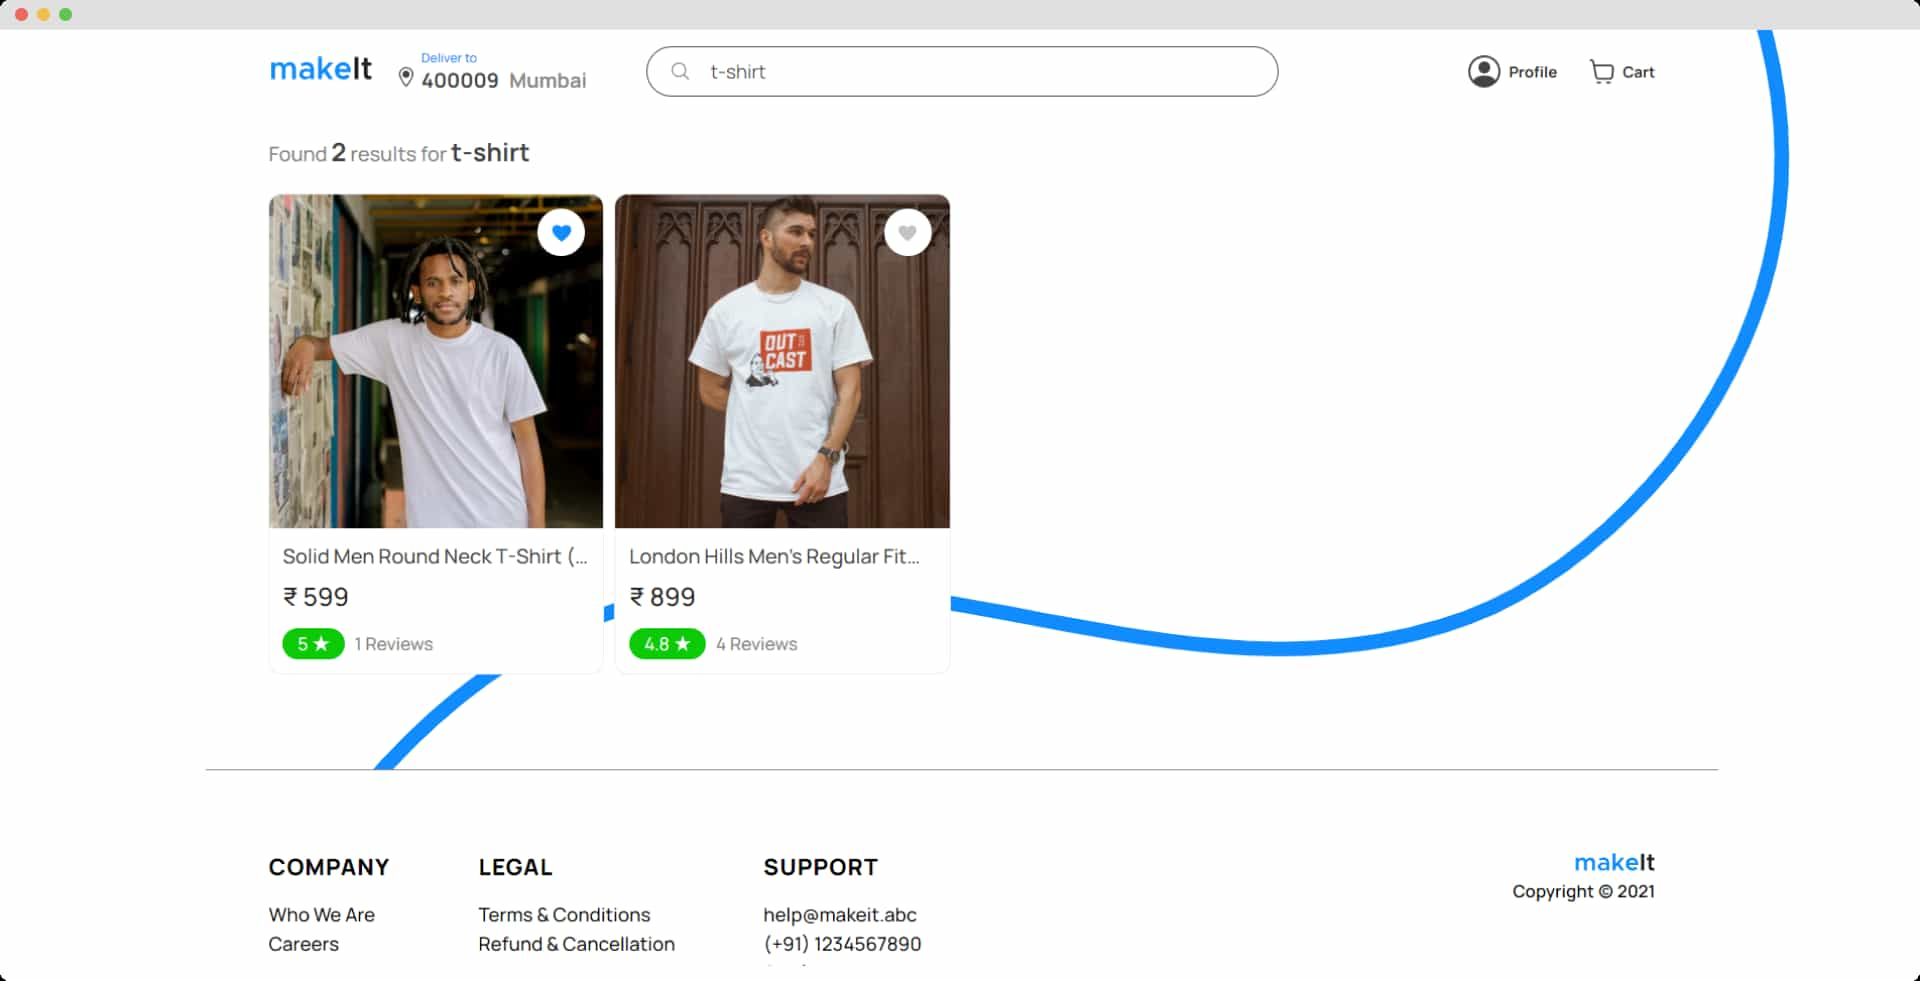 makeIt
Deliver to
400009 Mumbai
t-shirt
Profile
Cart
Found 2 results for t-shirt
OUT
CAST
Solid Men Round Neck T-Shirt (...
₹ 599
5 ★ 1 Reviews
London Hills Men's Regular Fit...
₹ 899
4.8 ★ 4 Reviews
COMPANY
Who We Are
Careers
LEGAL
Terms & Conditions
Refund & Cancellation
SUPPORT
help@makeit.abc
(+91) 1234567890
makeIt
Copyright © 2021